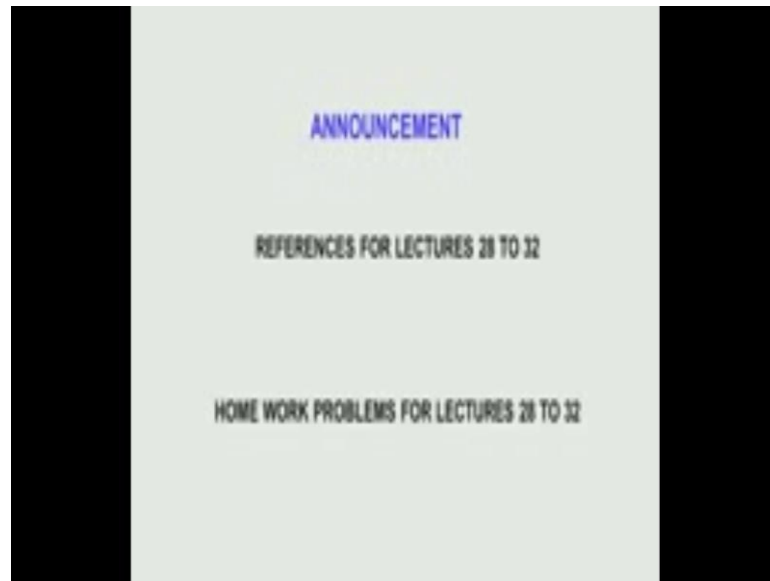 ANNOUNCEMENT
REFERENCES FOR LECTURES 28 TO 32
HOME WORK PROBLEMS FOR LECTURES 28 TO 32